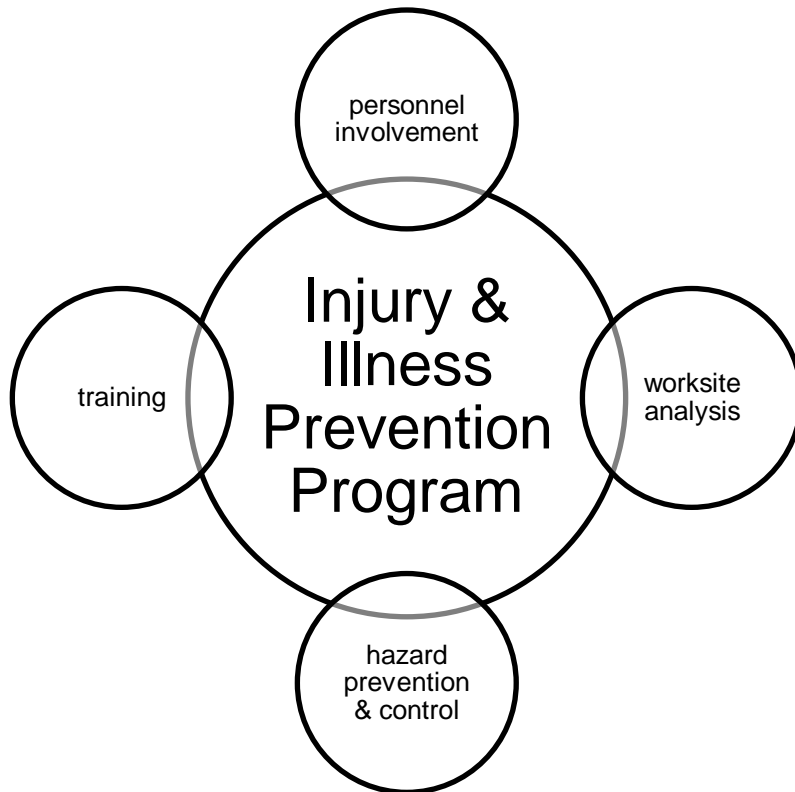 personnel
involvement
Injury &
Illness
Prevention
Program
training
worksite
analysis
hazard
prevention
& control